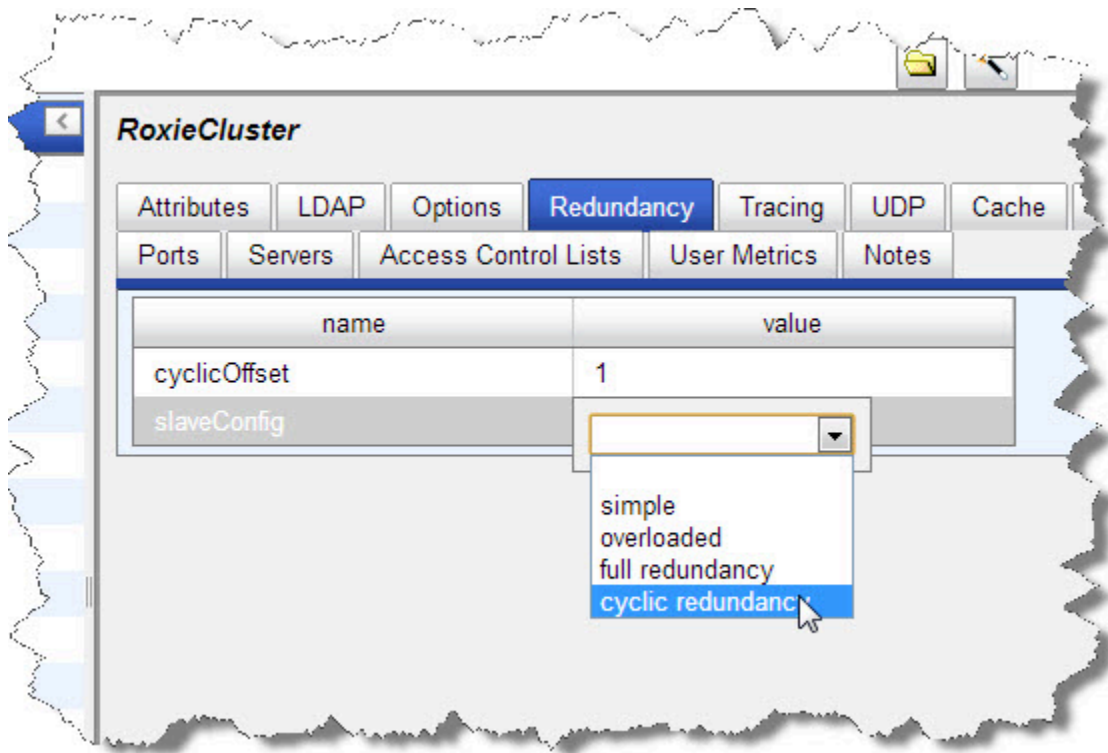 RoxieCluster
Attributes LDAP Options Redundancy Tracing UDP Cache
Ports Servers Access Control Lists User Metrics Notes
name value
cyclicOffset 1
slaveConfig
simple
overloaded
full redundancy
cyclic redundancy